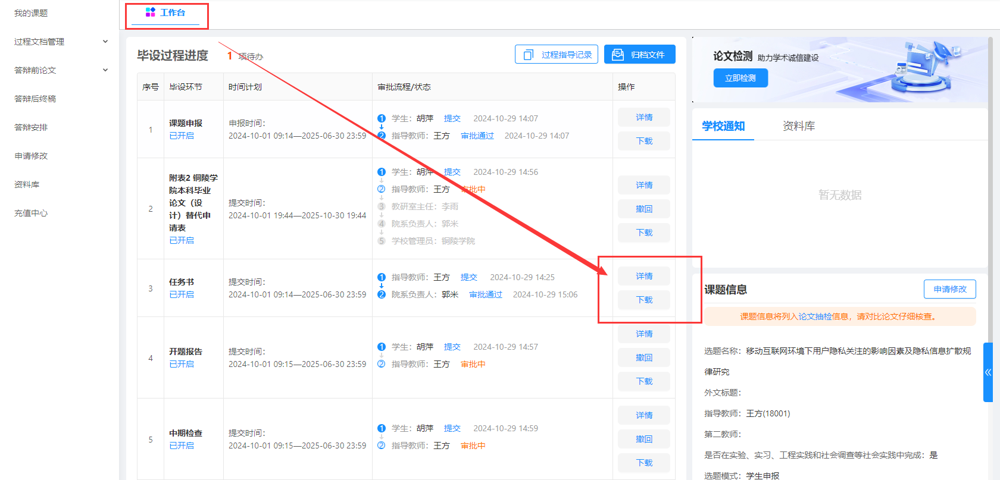 我的课题
过程文档管理
答辩前论文
答辩后终稿
答辩安排
申请修改
资料库
充值中心
工作台
毕设过程进度 1 项待办 过程指导记录 归档文件
序号 毕设环节 时间计划 审批流程/状态 操作
1 课题申报 已开启
申报时间：
2024-10-01 09:14—2025-06-30 23:59
1 学生：胡萍 提交 2024-10-29 14:07
2 指导教师：王方 审批通过 2024-10-29 14:07
详情
下载
2 附表2 铜陵学
院本科毕业
论文（设
计）替代申
请表
已开启
提交时间：
2024-10-01 19:44—2025-10-30 19:44
1 学生：胡萍 提交 2024-10-29 14:56
2 指导教师：王方 审批中
3 教研室主任：李雨
4 院系负责人：郭米
5 学校管理员：铜陵学院
详情
撤回
下载
3 任务书
已开启
提交时间：
2024-10-01 09:14—2025-06-30 23:59
1 指导教师：王方 提交 2024-10-29 14:25
2 院系负责人：郭米 审批通过 2024-10-29 15:06
详情
下载
4 开题报告
已开启
提交时间：
2024-10-01 09:15—2025-06-30 23:59
1 学生：胡萍 提交 2024-10-29 14:57
2 指导教师：王方 审批中
详情
撤回
下载
5 中期检查
已开启
提交时间：
2024-10-01 09:15—2025-06-30 23:59
1 学生：胡萍 提交 2024-10-29 14:59
2 指导教师：王方 审批中
详情
撤回
下载
论文检测 助力学术诚信建设
立即检测
学校通知 资料库
暂无数据
课题信息 申请修改
课题信息将列入论文抽检信息，请对比论文仔细核查。
选题名称：移动互联网环境下用户隐私关注的影响因素及隐私信息扩散规
律研究
外文标题：
指导教师：王方(18001)
第二教师：
是否在实验、实习、工程实践和社会调查等社会实践中完成：是
选题模式：学生申报